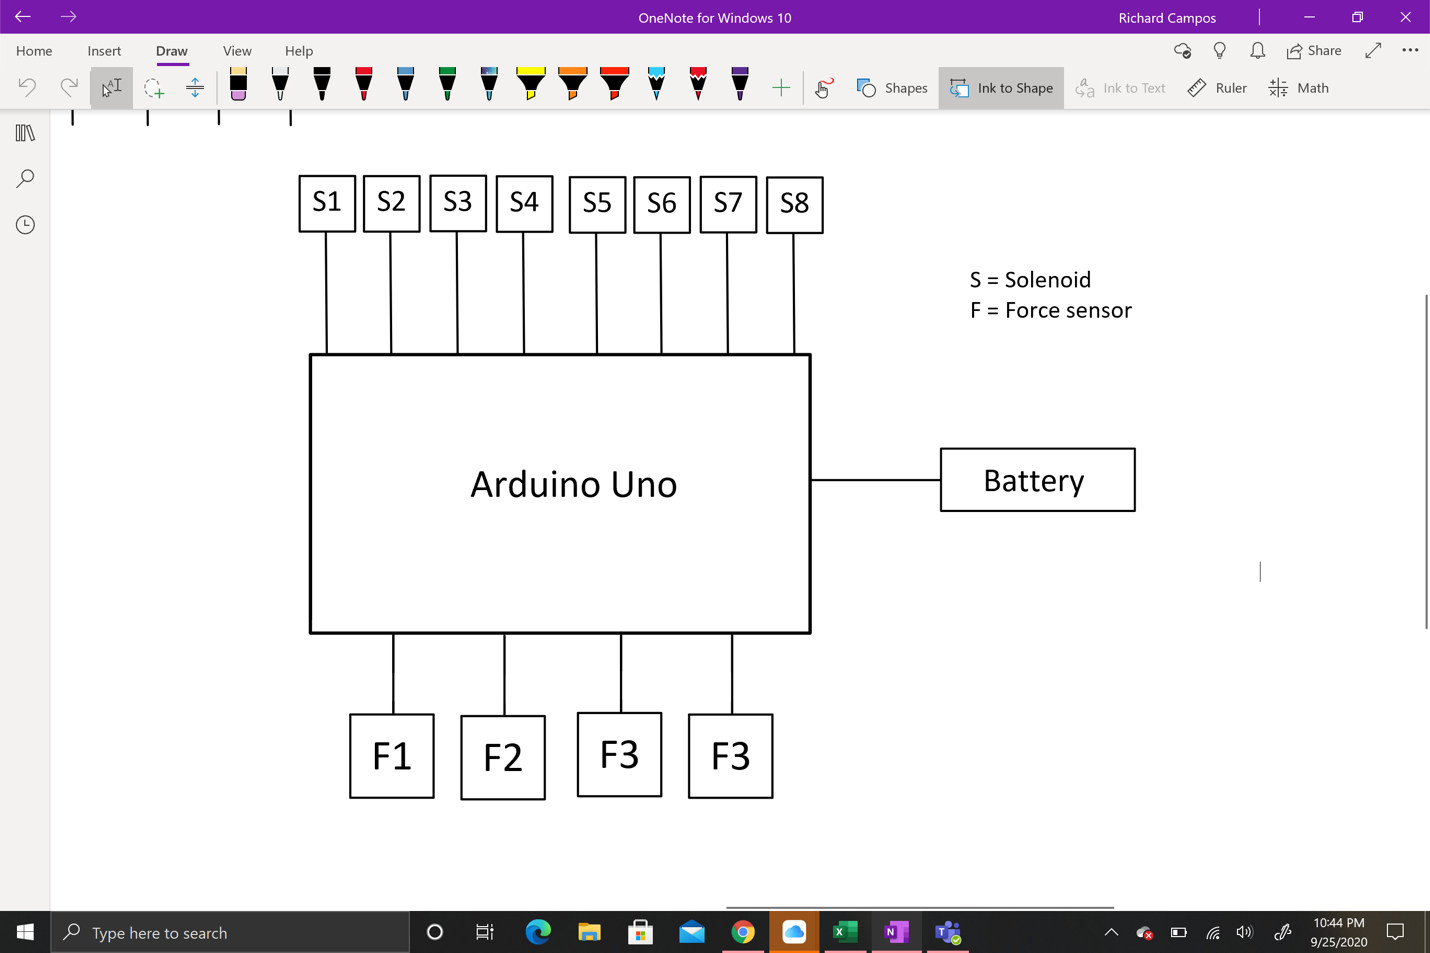 OneNote for Windows 10
Richard Campos
Home Insert Draw View Help
Share
Shapes
Ink to Shape
Ink to Text
Ruler
Math
S1 S2 S3 S4 S5 S6 S7 S8
S = Solenoid
F = Force sensor
Arduino Uno
Battery
F1 F2 F3 F3
Type here to search
10:44 PM
9/25/2020